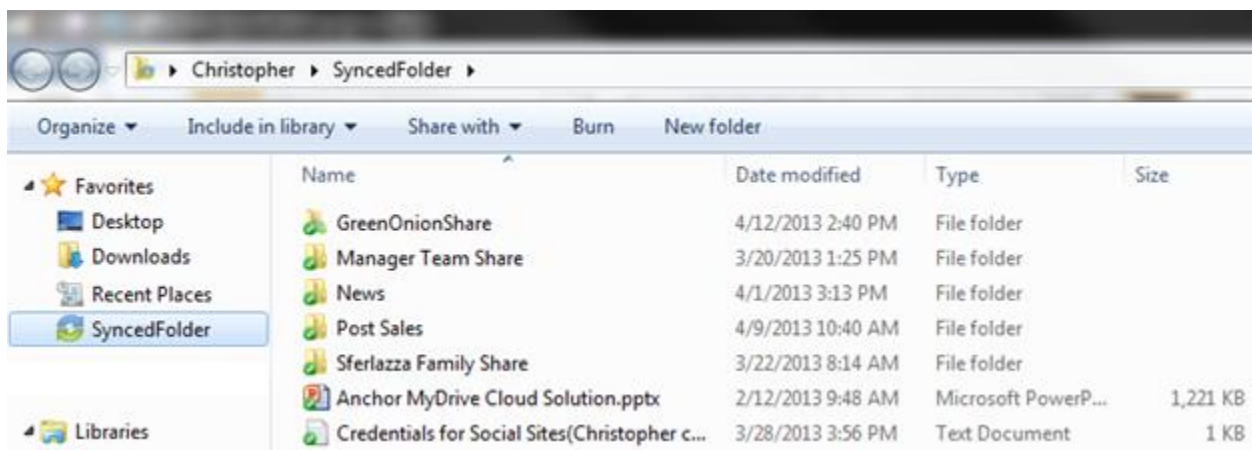 Christopher SyncedFolder
Organize Include in library Share with Burn New folder
Favorites
Desktop
Downloads
Recent Places
SyncedFolder
Libraries
Name Date modified Type Size
GreenOnionShare 4/12/2013 2:40 PM File folder
Manager Team Share 3/20/2013 1:25 PM File folder
News 4/1/2013 3:13 PM File folder
Post Sales 4/9/2013 10:40 AM File folder
Sferlazza Family Share 3/22/2013 8:14 AM File folder
Anchor MyDrive Cloud Solution.pptx 2/12/2013 9:48 AM Microsoft PowerP... 1,221 KB
Credentials for Social Sites(Christopher c... 3/28/2013 3:56 PM Text Document 1 KB